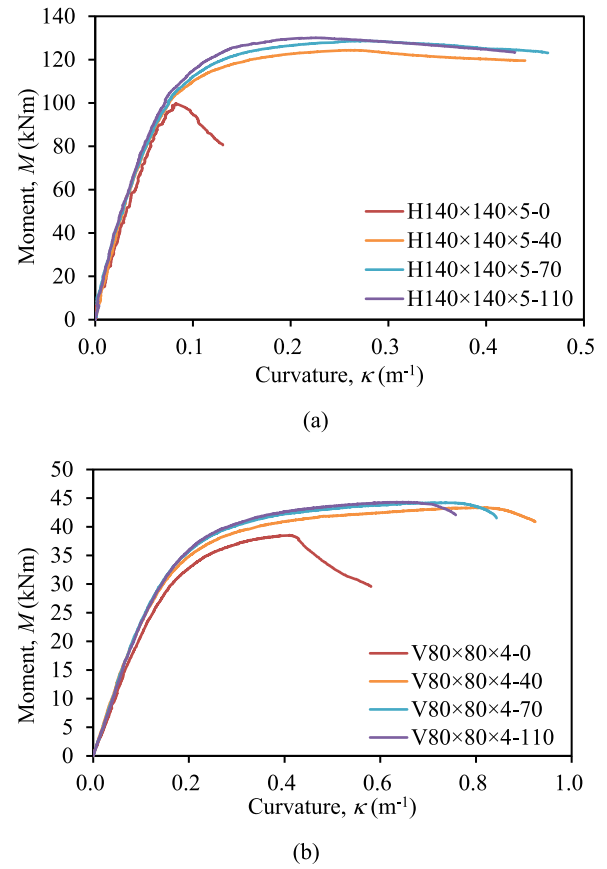 140
120
100
80
60
40
20
0
Moment, M (kNm)
H140×140×5-0
H140×140×5-40
H140×140×5-70
H140×140×5-110
0.0 0.1 0.2 0.3 0.4 0.5
Curvature, κ (m-1)
(a)
50
45
40
35
30
25
20
15
10
5
0
Moment, M (kNm)
V80×80×4-0
V80×80×4-40
V80×80×4-70
V80×80×4-110
0.0 0.2 0.4 0.6 0.8 1.0
Curvature, κ (m-1)
(b)